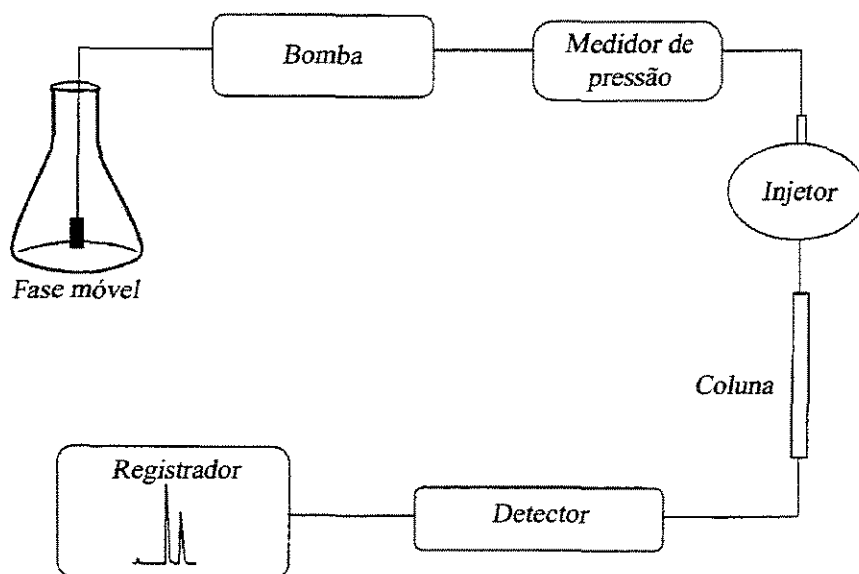 Bomba
Medidor de
pressão
Injetor
Fase móvel
Coluna
Registrador
Detector